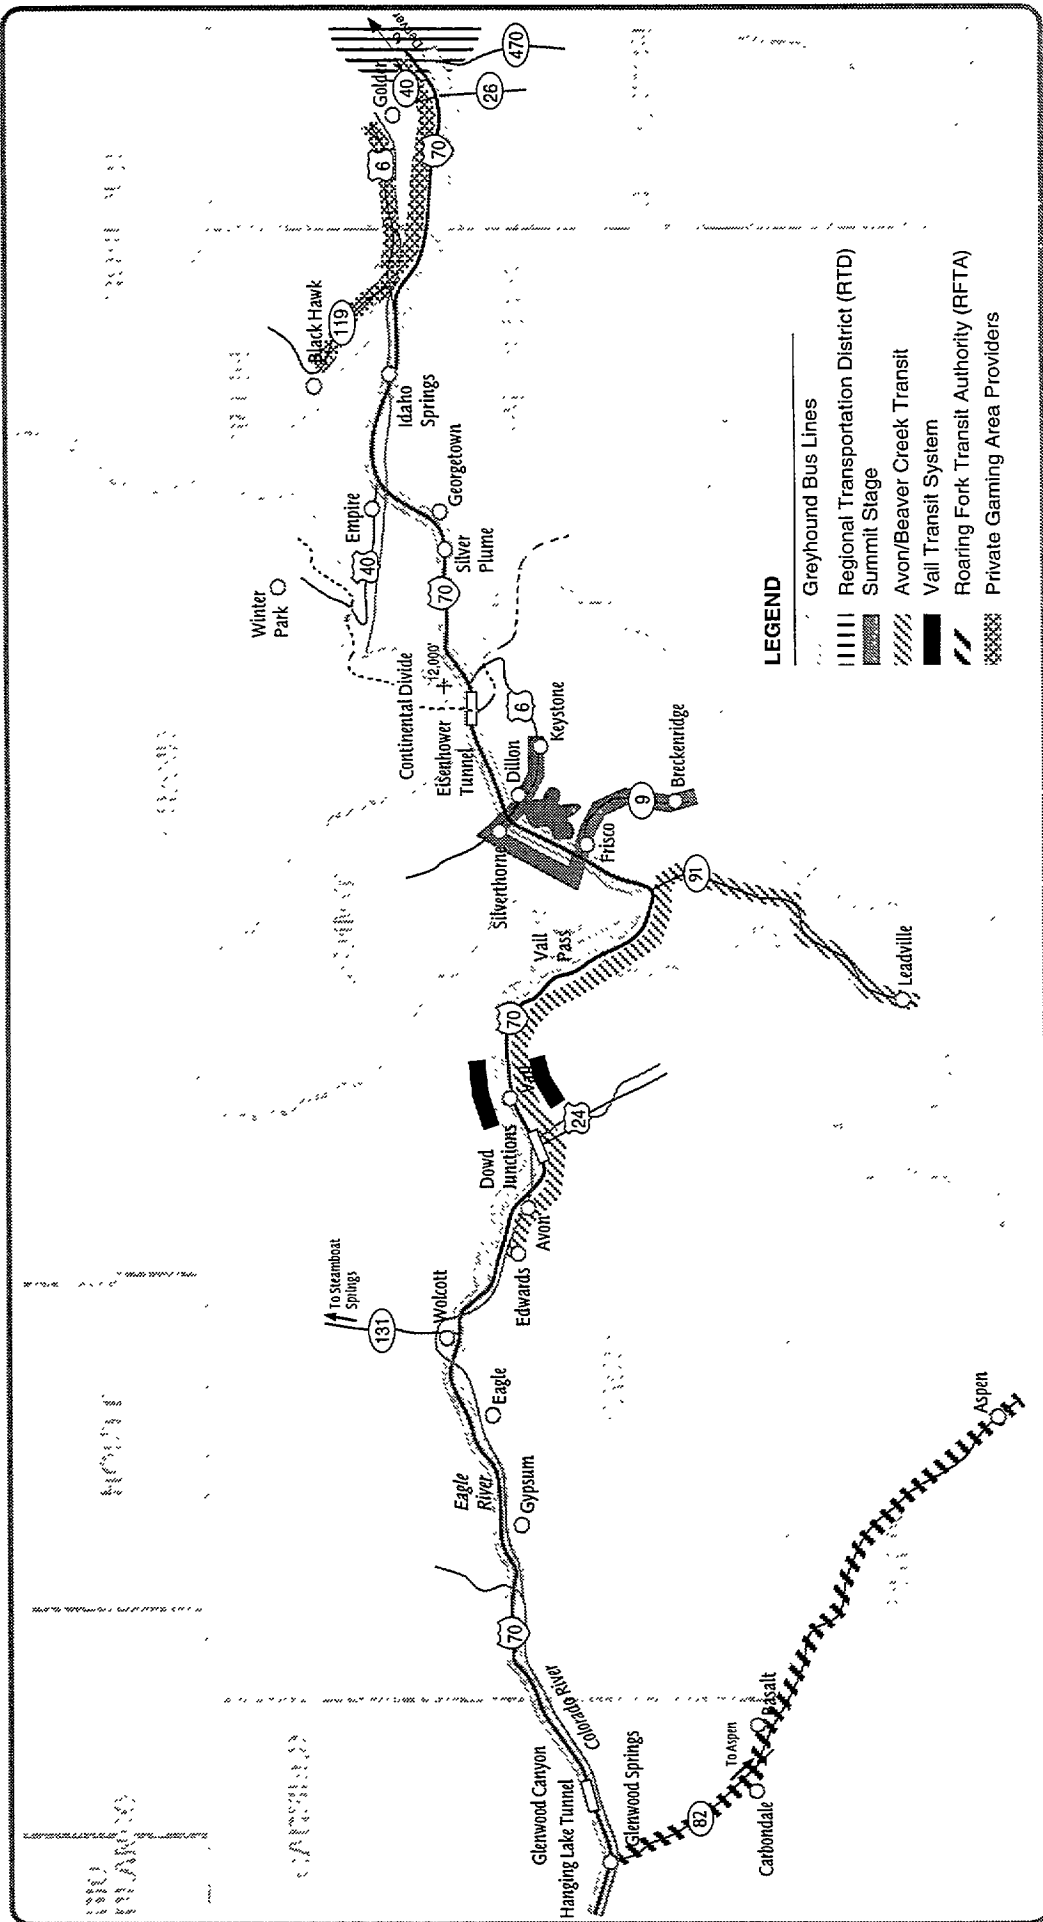 To Steamboat
Springs
131
Wolcott
Eagle
Eagle
River
Gypsum
70
Colorado River
Glenwood Canyon
Hanging Lake Tunnel
Glenwood Springs
82
Carbondale
To Aspen
Basalt
Aspen
Edwards
Avon
Dowd
Junctions
24
Vail
70
Vail
Pass
91
Leadville
Silverthorne
Frisco
9
Breckenridge
Dillon
Keystone
6
Eisenhower
Tunnel
Continental Divide
12,000'
Winter
Park
40
Empire
70
Silver
Plume
Georgetown
Idaho
Springs
Black Hawk
119
6
Golden
40
70
26
470
Denver
LEGEND
Greyhound Bus Lines
Regional Transportation District (RTD)
Summit Stage
Avon/Beaver Creek Transit
Vail Transit System
Roaring Fork Transit Authority (RFTA)
Private Gaming Area Providers
ROUTT
GARFIELD
RIO
BLANCO